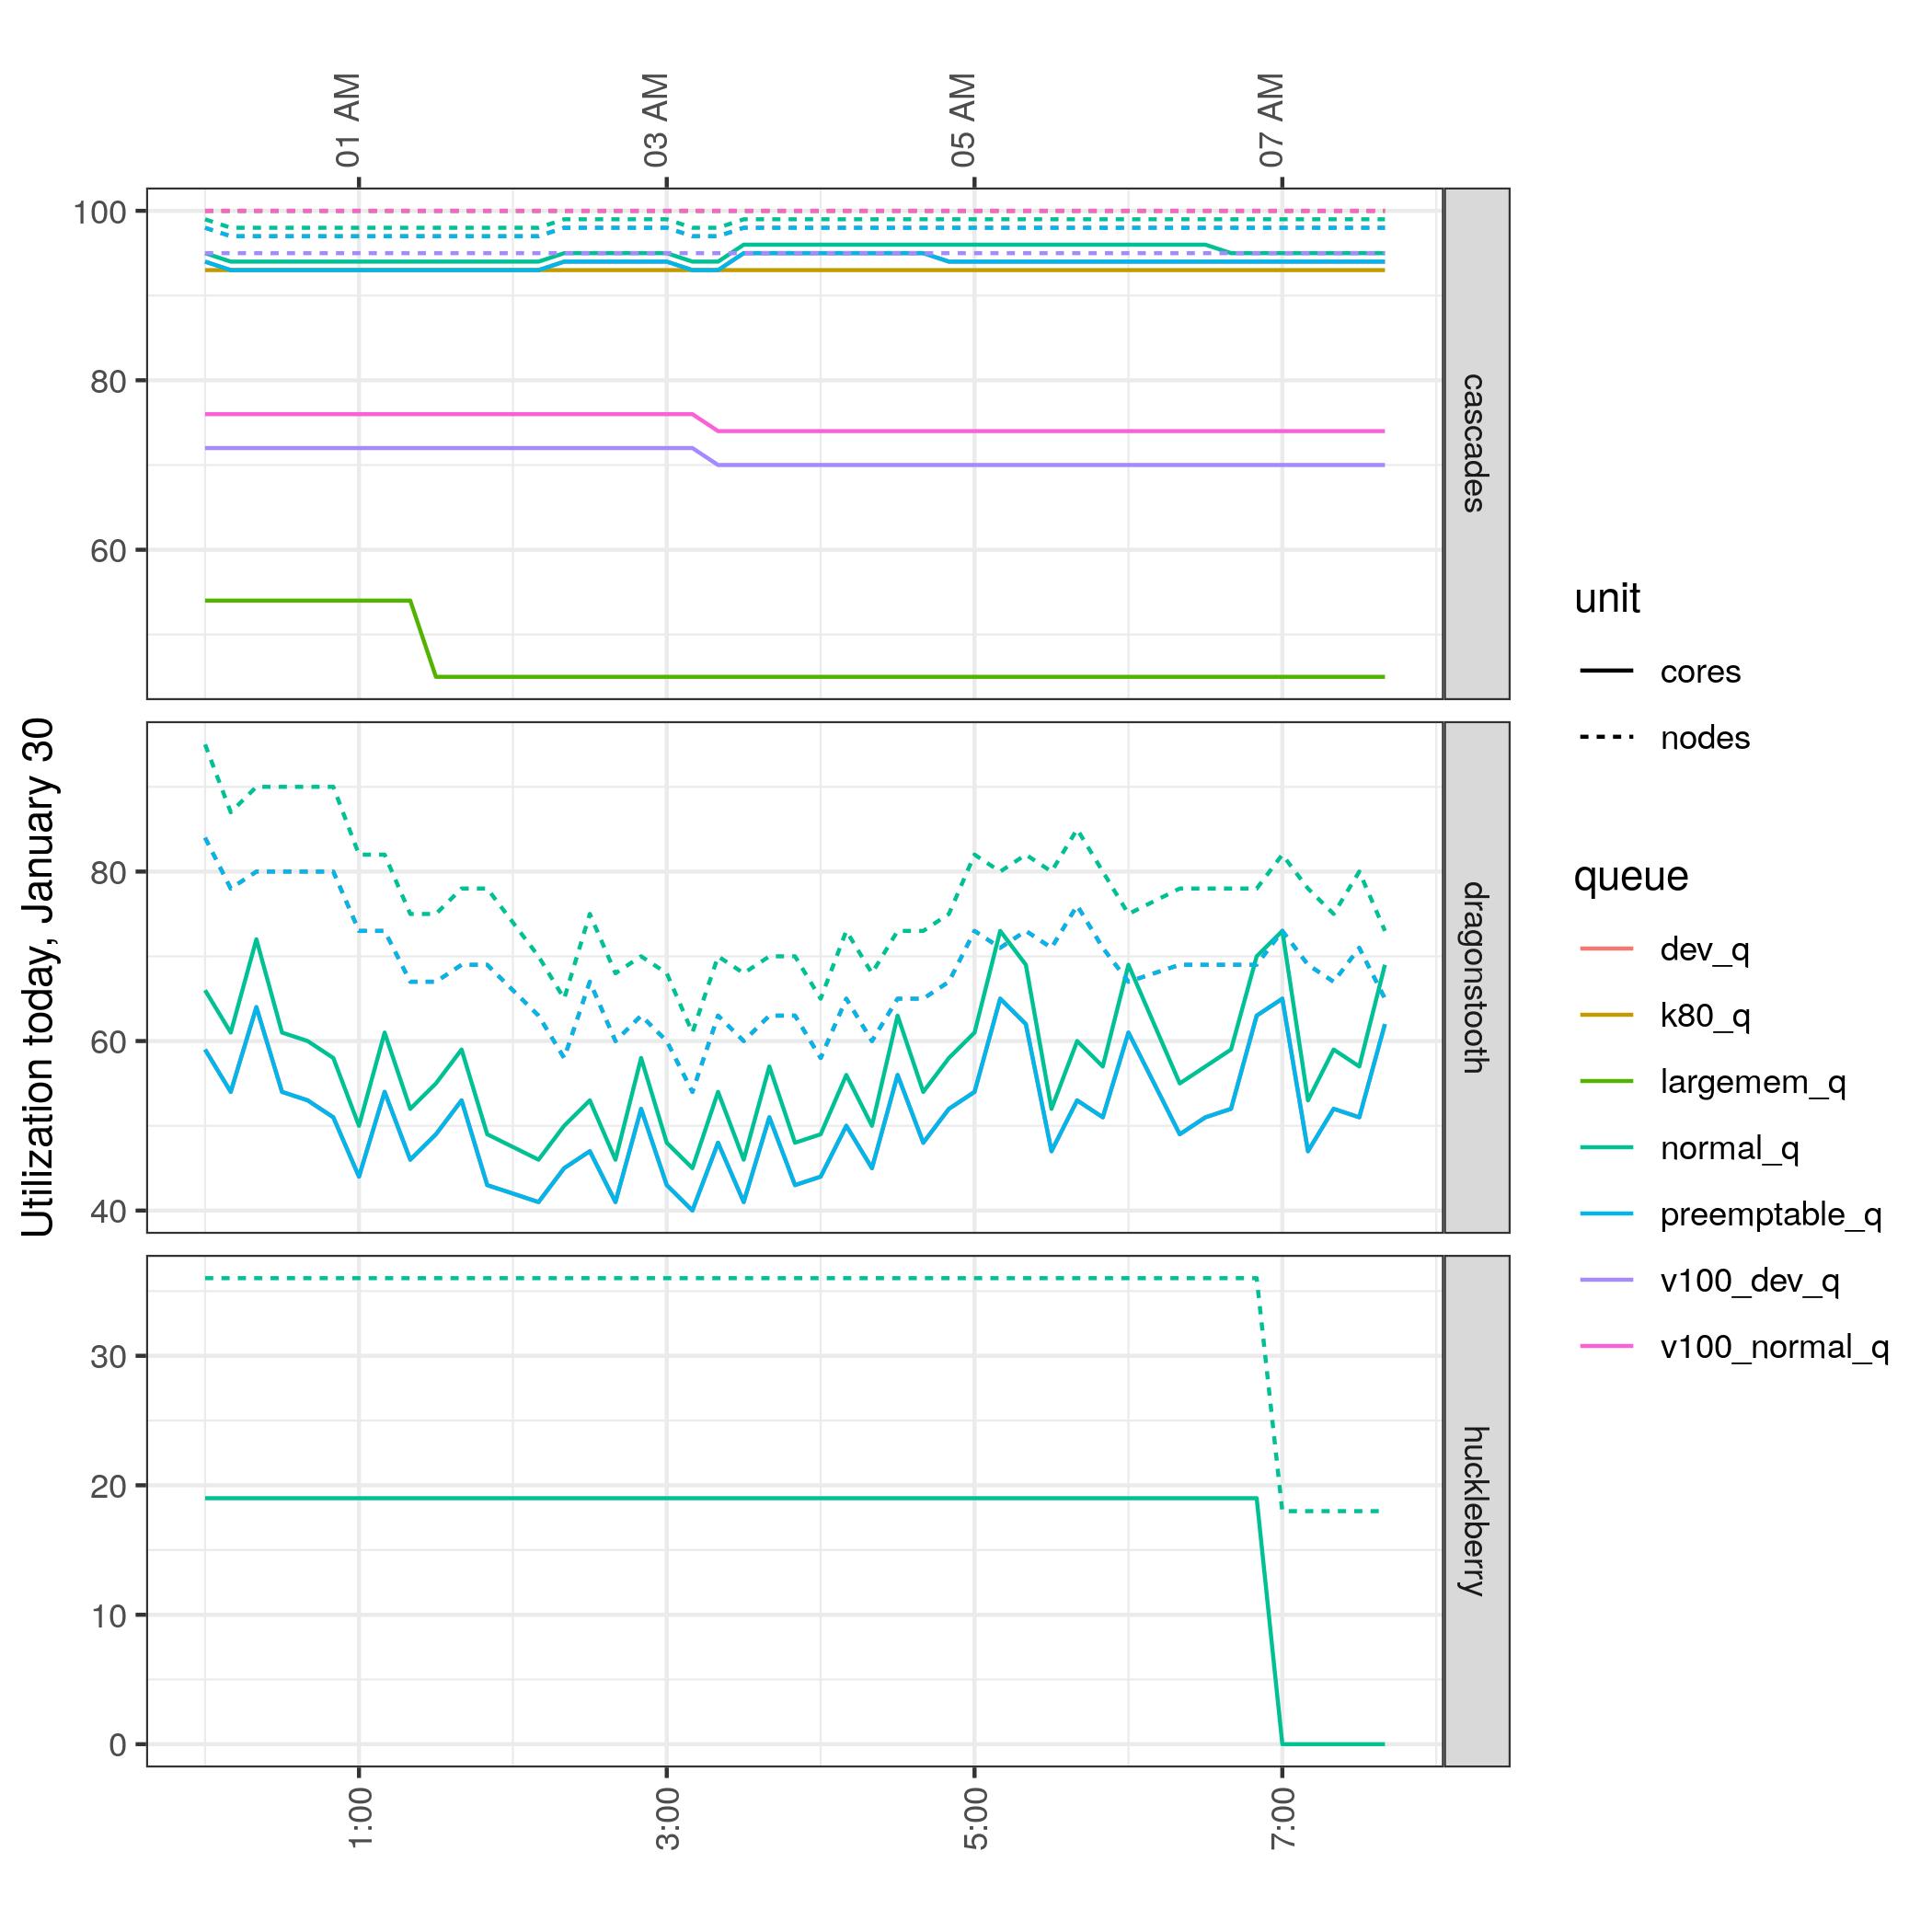 01 AM
03 AM
05 AM
07 AM
Utilization today, January 30
100
80
60
cascades
80
60
40
dragonstooth
30
20
10
0
huckleberry
1:00
3:00
5:00
7:00
unit
cores
nodes
queue
dev_q
k80_q
largemem_q
normal_q
preemptable_q
v100_dev_q
v100_normal_q